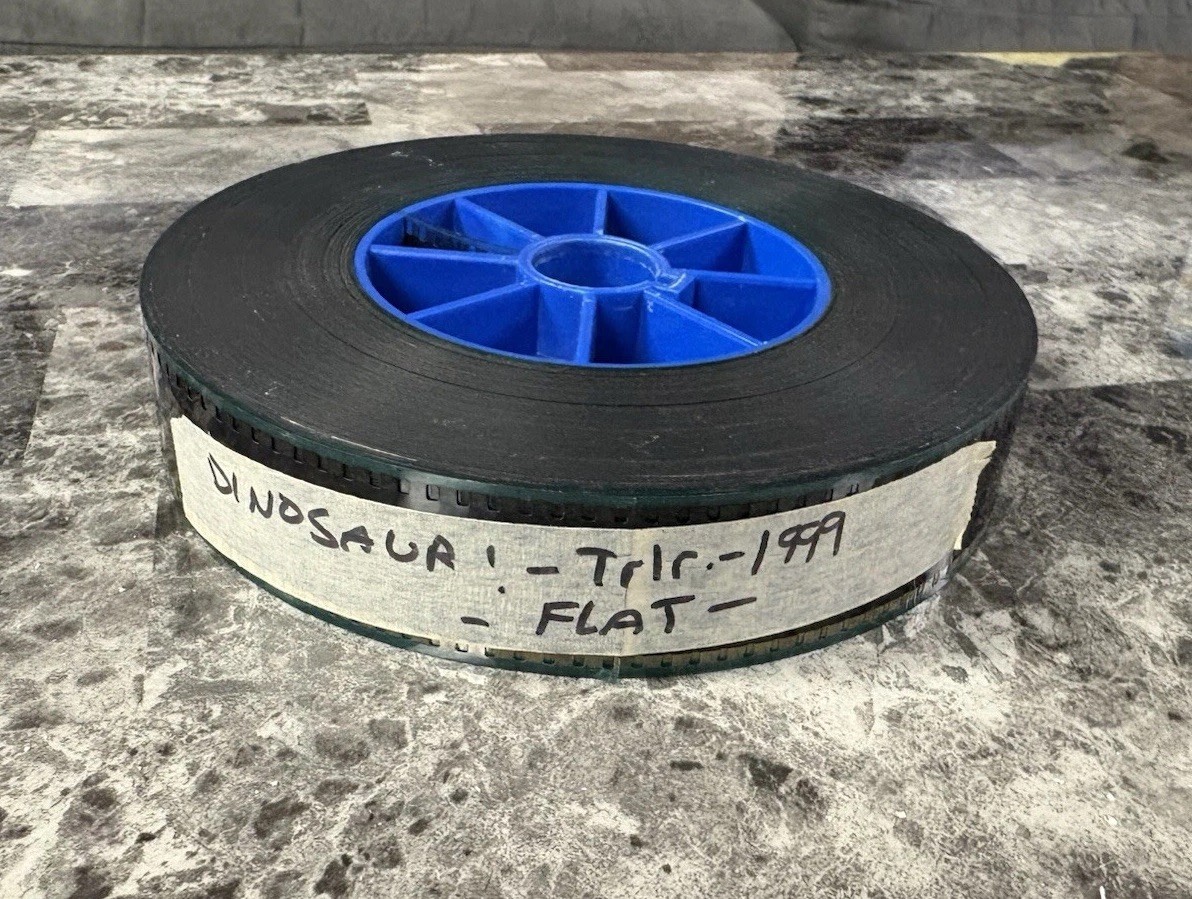 DINOSAUR! - Trlr. - 1999
- FLAT -